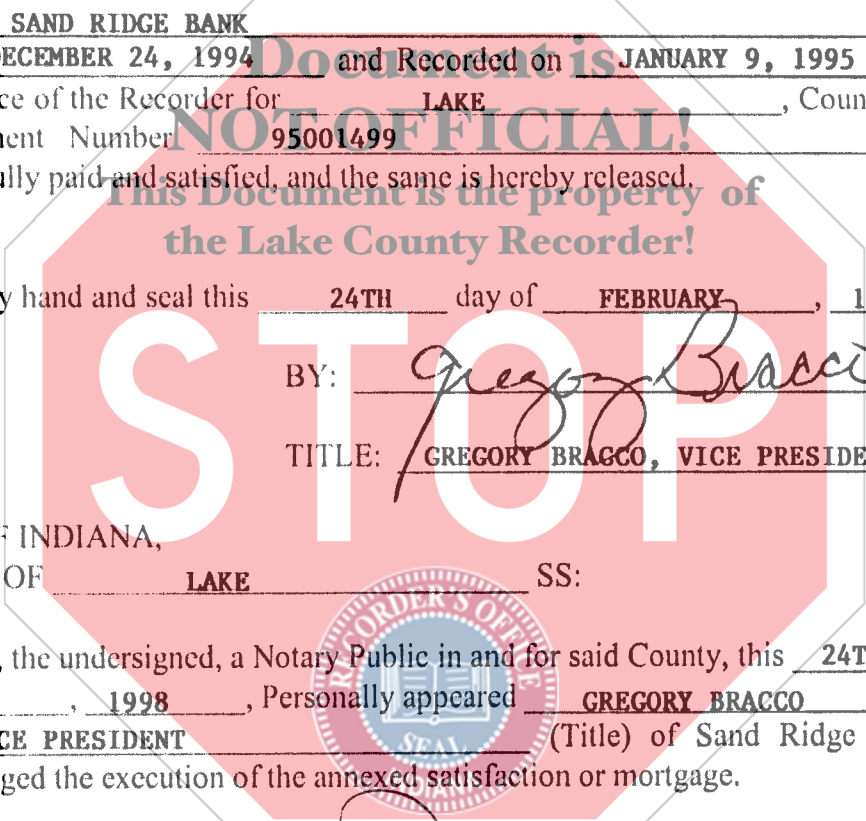 SAND RIDGE BANK
DECEMBER 24, 1994 and Recorded on JANUARY 9, 1995
ce of the Recorder for LAKE , Coun
ent Number 95001499
lly paid and satisfied, and the same is hereby released.
Document is
NOT OFFICIAL!
This Document is the property of
the Lake County Recorder!
y hand and seal this 24TH day of FEBRUARY , 1
STOP
BY: Gregory Bracco
TITLE: GREGORY BRACCO, VICE PRESIDE
F INDIANA,
OF LAKE SS:
, the undersigned, a Notary Public in and for said County, this 24T
, 1998 , Personally appeared GREGORY BRACCO
CE PRESIDENT (Title) of Sand Ridge
ged the execution of the annexed satisfaction or mortgage.
RECORDER'S OFFICE
SEAL
INDIANA